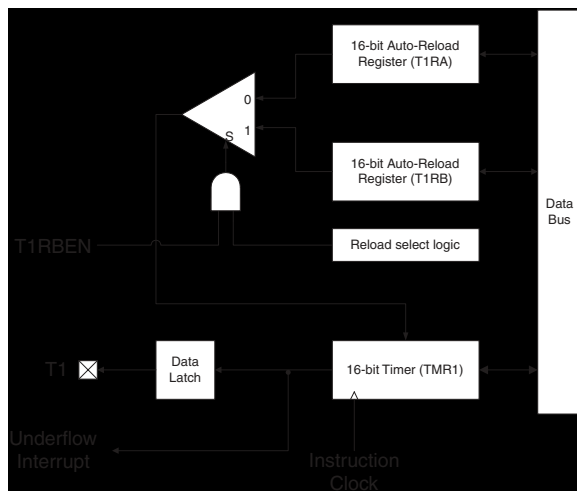 16-bit Auto-Reload
Register (T1RA)
0
1
S
16-bit Auto-Reload
Register (T1RB)
Data
Bus
T1RBEN
Reload select logic
T1
Data
Latch
16-bit Timer (TMR1)
Underflow
Interrupt
Instruction
Clock